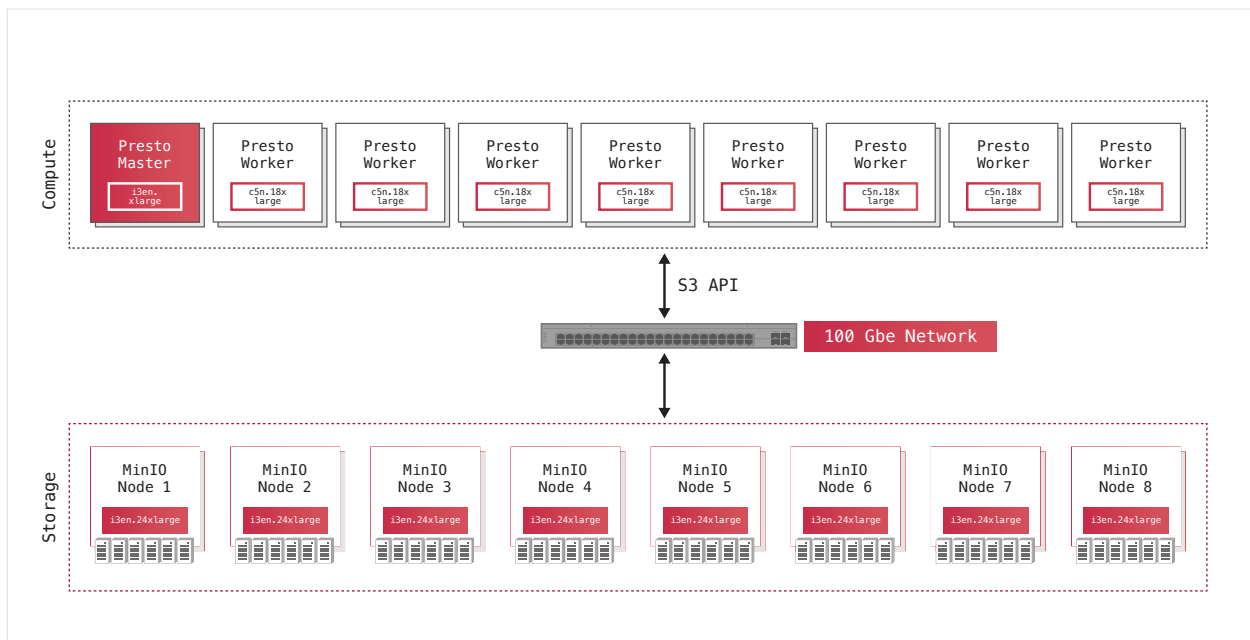 Compute
Presto
Master
i3en.
xlarge
Presto
Worker
c5n.18x
large
Presto
Worker
c5n.18x
large
Presto
Worker
c5n.18x
large
Presto
Worker
c5n.18x
large
Presto
Worker
c5n.18x
large
Presto
Worker
c5n.18x
large
Presto
Worker
c5n.18x
large
Presto
Worker
c5n.18x
large
S3 API
100 Gbe Network
Storage
MinIO
Node 1
i3en.24xlarge
MinIO
Node 2
i3en.24xlarge
MinIO
Node 3
i3en.24xlarge
MinIO
Node 4
i3en.24xlarge
MinIO
Node 5
i3en.24xlarge
MinIO
Node 6
i3en.24xlarge
MinIO
Node 7
i3en.24xlarge
MinIO
Node 8
i3en.24xlarge